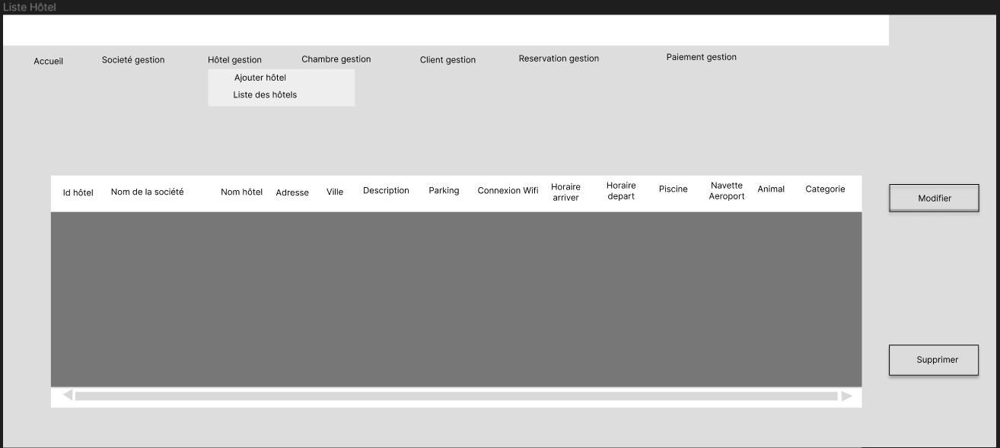 Liste Hôtel
Accueil
Societé gestion
Hôtel gestion
Chambre gestion
Client gestion
Reservation gestion
Paiement gestion
Ajouter hôtel
Liste des hôtels
Id hôtel
Nom de la société
Nom hôtel
Adresse
Ville
Description
Parking
Connexion Wifi
Horaire
arriver
Horaire
depart
Piscine
Navette
Aeroport
Animal
Categorie
Modifier
Supprimer